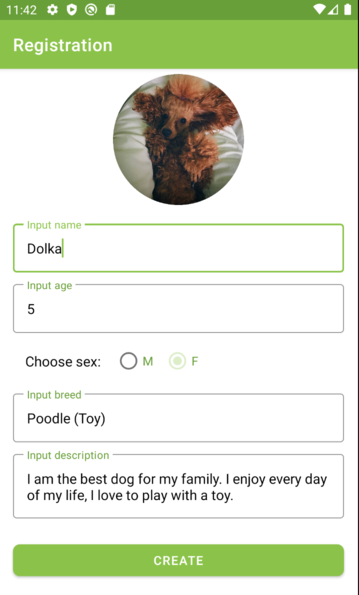 11:42
Registration
Input name
Dolka
Input age
5
Choose sex: M F
Input breed
Poodle (Toy)
Input description
I am the best dog for my family. I enjoy every day
of my life, I love to play with a toy.
CREATE